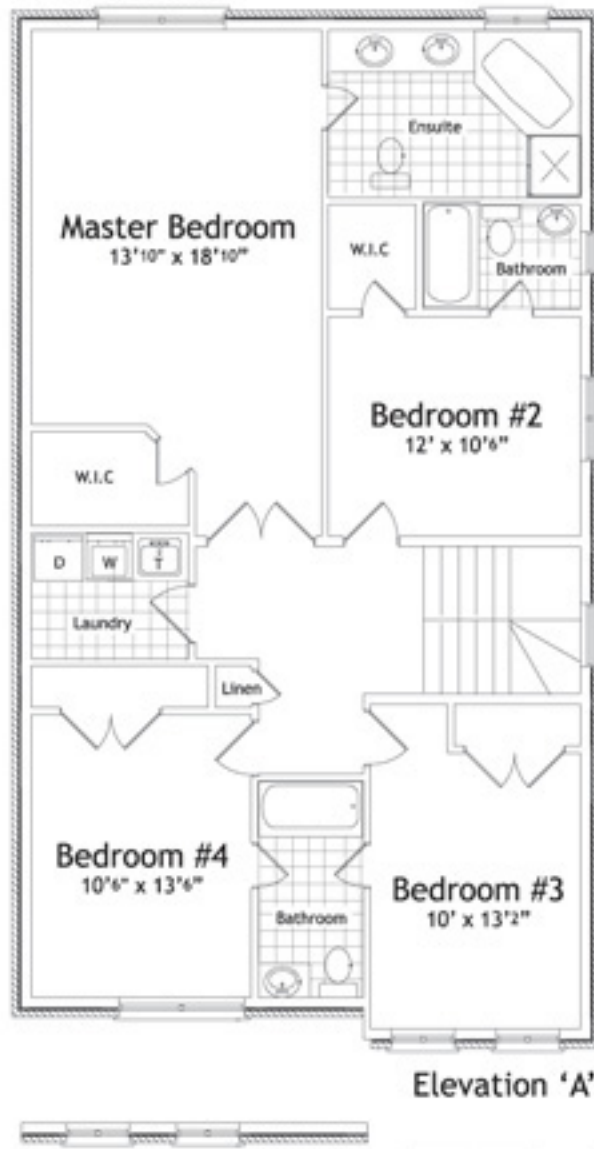 Ensuite
Master Bedroom
13'10" x 18'10"
W.I.C
Bathroom
Bedroom #2
12' x 10'6"
W.I.C
D
W
T
Laundry
Linen
Bedroom #4
10'6" x 13'6"
Bathroom
Bedroom #3
10' x 13'2"
Elevation ‘A’